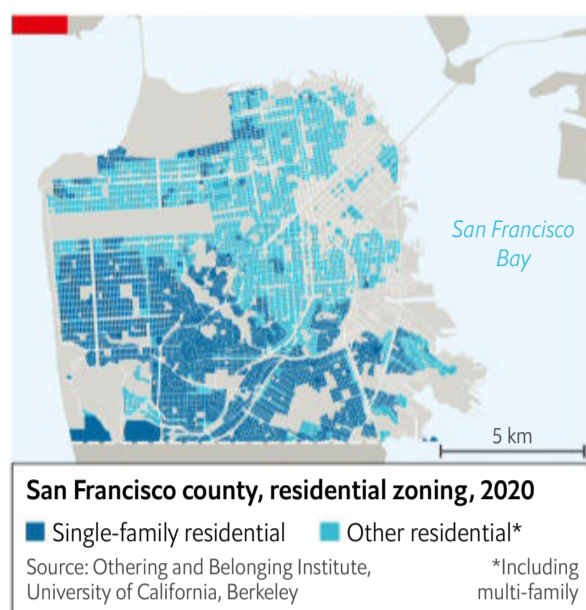 San Francisco
Bay
5 km
San Francisco county, residential zoning, 2020
Single-family residential
Other residential*
Source: Othering and Belonging Institute,
University of California, Berkeley
*Including
multi-family